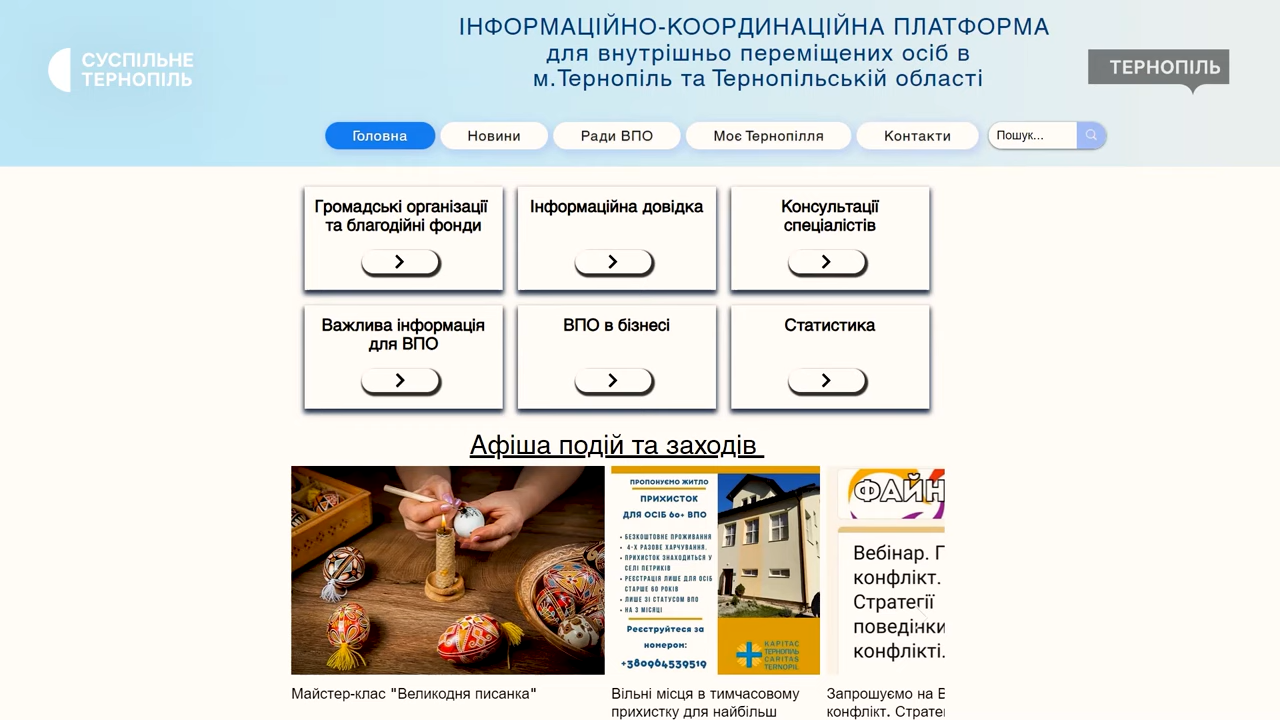 СУСПІЛЬНЕ
ТЕРНОПІЛЬ
ІНФОРМАЦІЙНО-КООРДИНАЦІЙНА ПЛАТФОРМА
для внутрішньо переміщених осіб в
м.Тернопіль та Тернопільській області
ТЕРНОПІЛЬ
Головна
Новини
Ради ВПО
Моє Тернопілля
Контакти
Пошук...
Громадські організації
та благодійні фонди
Інформаційна довідка
Консультації
спеціалістів
Важлива інформація
для ВПО
ВПО в бізнесі
Статистика
Афіша подій та заходів
ПРОПОНУЄМО ЖИТЛО
ПРИХИСТОК
ДЛЯ ОСІБ 60+ ВПО
• БЕЗКОШТОВНЕ ПРОЖИВАННЯ
• 4-Х РАЗОВЕ ХАРЧУВАННЯ.
• ПРИХИСТОК ЗНАХОДИТЬСЯ У
СЕЛІ ПЕТРИКІВ
• РЕЄСТРАЦІЯ ЛИШЕ ДЛЯ ОСІБ
СТАРШЕ 60 РОКІВ
• ЛИШЕ ЗІ СТАТУСОМ ВПО
• НА 3 МІСЯЦІ
Реєструйтеся за
номером:
+380964539519
КАРІТАС
ТЕРНОПІЛЬ
CARITAS
TERNOPIL
ФАЙН
Вебінар. Г
конфлікт.
Стратегії
поведінки
конфлікті.
Майстер-клас "Великодня писанка"
Вільні місця в тимчасовому
прихистку для найбільш
Запрошуємо на В
конфлікт. Страте